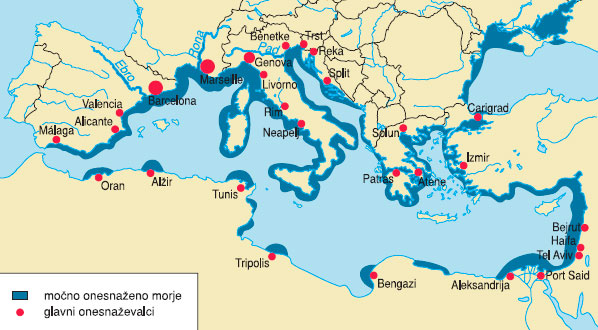 Benetke
Trst
Reka
Rona
Pad
Genova
Marseille
Ebro
Livorno
Split
Barcelona
Valencia
Alicante
Málaga
Rim
Neapelj
Solun
Carigrad
Izmir
Patras
Atene
Oran
Alžir
Tunis
Tripolis
Bengazi
Aleksandrija
Port Said
Bejrut
Haifa
Tel Aviv
močno onesnaženo morje
glavni onesnaževalci